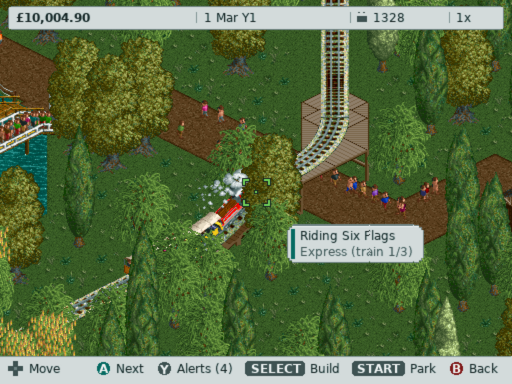 £10,004.90 1 Mar Y1 1328 1x
Riding Six Flags
Express (train 1/3)
Move A Next Y Alerts (4) SELECT Build START Park B Back